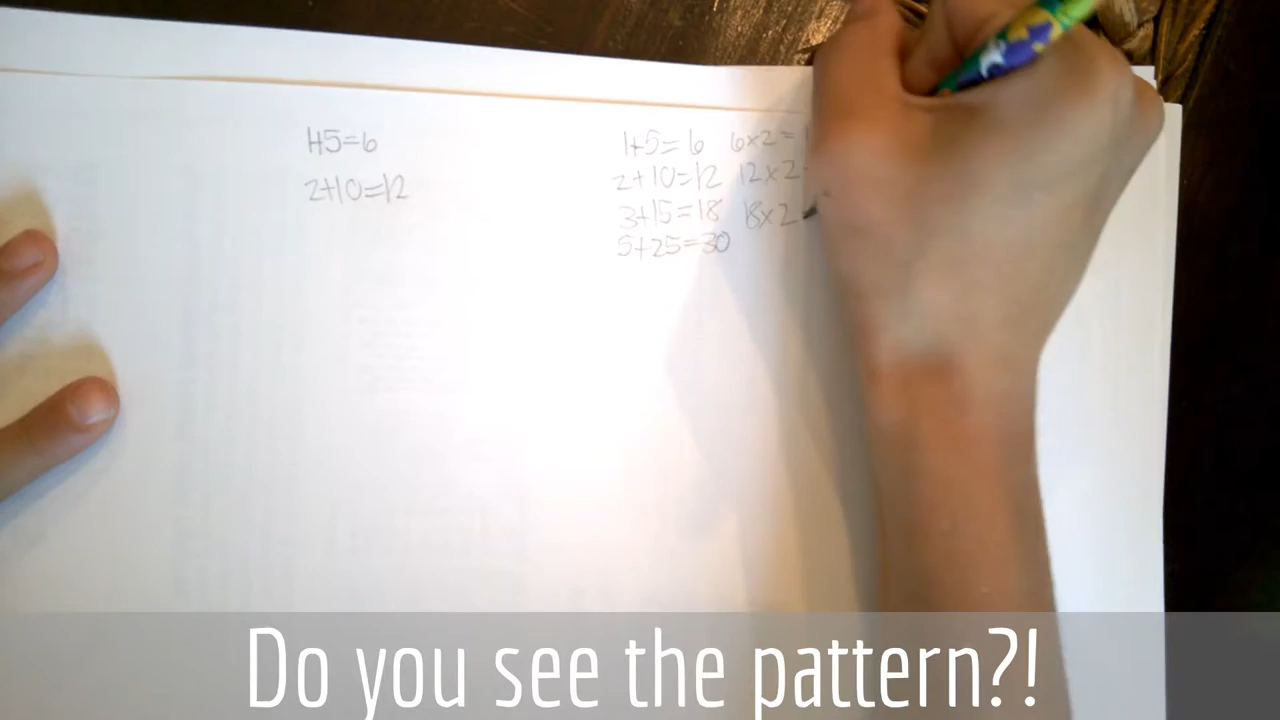 1+5=6
2+10=12
1+5=6 6x2=1
2+10=12 12x2
3+15=18 18x2
5+25=30
Do you see the pattern?!